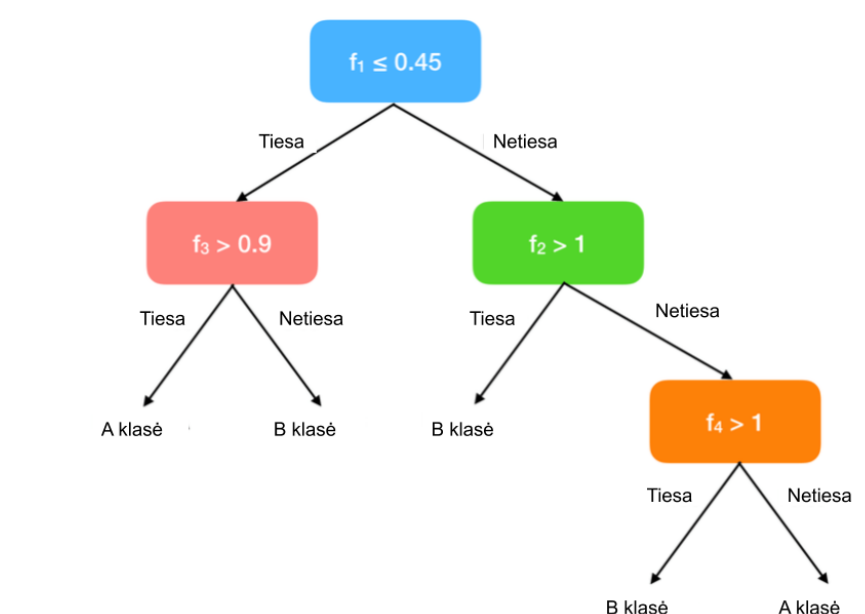 f₁ ≤ 0.45
Tiesa
Netiesa
f₃ > 0.9
f₂ > 1
Tiesa
Netiesa
Tiesa
Netiesa
A klasė
B klasė
B klasė
f₄ > 1
Tiesa
Netiesa
B klasė
A klasė